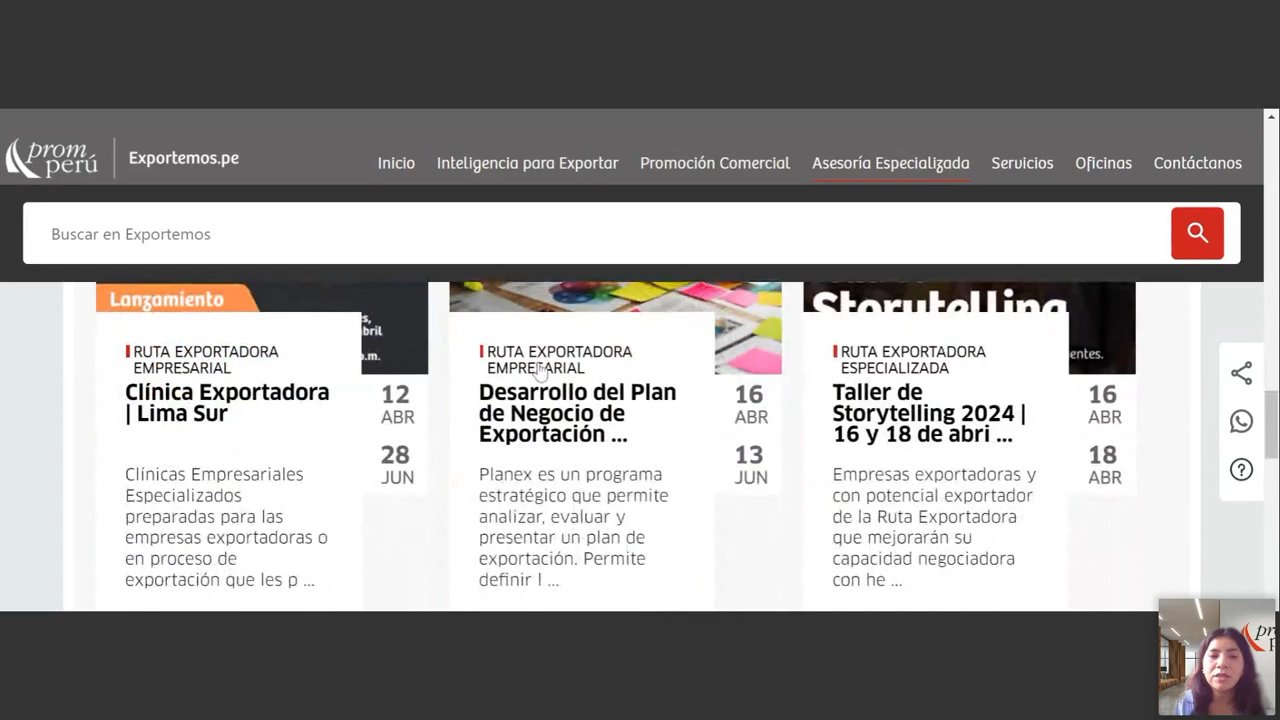 prom
perú
Exportemos.pe
Inicio
Inteligencia para Exportar
Promoción Comercial
Asesoría Especializada
Servicios
Oficinas
Contáctanos
Buscar en Exportemos
Lanzamiento
abril
p.m.
RUTA EXPORTADORA
EMPRESARIAL
Clínica Exportadora
| Lima Sur
12
ABR
28
JUN
Clínicas Empresariales
Especializados
preparadas para las
empresas exportadoras o
en proceso de
exportación que les p ...
RUTA EXPORTADORA
EMPRESARIAL
Desarrollo del Plan
de Negocio de
Exportación ...
16
ABR
13
JUN
Planex es un programa
estratégico que permite
analizar, evaluar y
presentar un plan de
exportación. Permite
definir l ...
Storytelling
entes.
RUTA EXPORTADORA
ESPECIALIZADA
Taller de
Storytelling 2024 |
16 y 18 de abri ...
16
ABR
18
ABR
Empresas exportadoras y
con potencial exportador
de la Ruta Exportadora
que mejorarán su
capacidad negociadora
con he ...